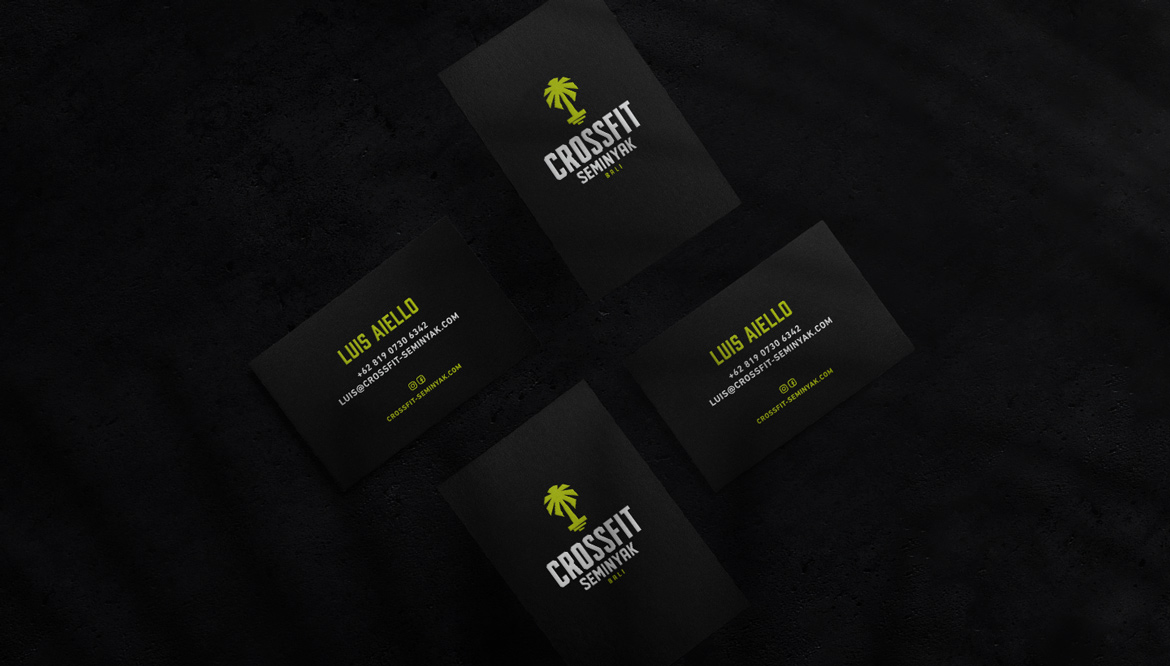 CROSSFIT
SEMINYAK
BALI
LUIS AIELLO
+62 819 0730 6342
LUIS@CROSSFIT-SEMINYAK.COM
CROSSFIT-SEMINYAK.COM
LUIS AIELLO
+62 819 0730 6342
LUIS@CROSSFIT-SEMINYAK.COM
CROSSFIT-SEMINYAK.COM
CROSSFIT
SEMINYAK
BALI